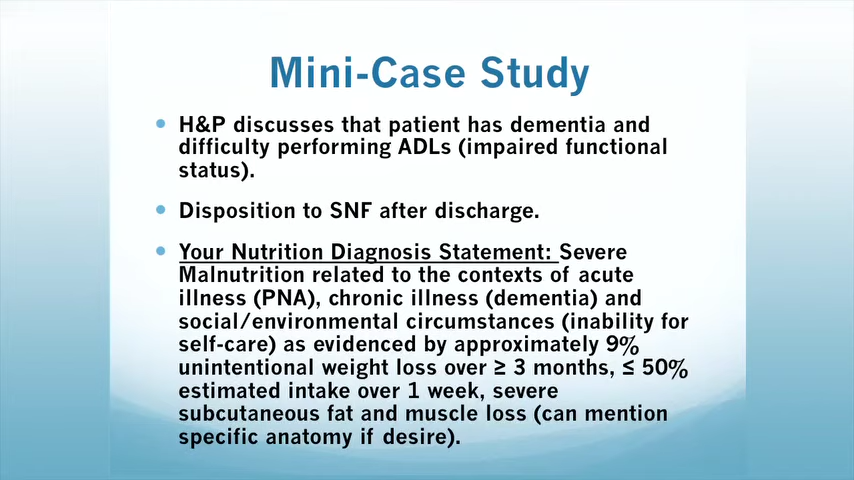 Mini-Case Study
H&P discusses that patient has dementia and
difficulty performing ADLs (impaired functional
status).
Disposition to SNF after discharge.
Your Nutrition Diagnosis Statement: Severe
Malnutrition related to the contexts of acute
illness (PNA), chronic illness (dementia) and
social/environmental circumstances (inability for
self-care) as evidenced by approximately 9%
unintentional weight loss over ≥ 3 months, ≤ 50%
estimated intake over 1 week, severe
subcutaneous fat and muscle loss (can mention
specific anatomy if desire).